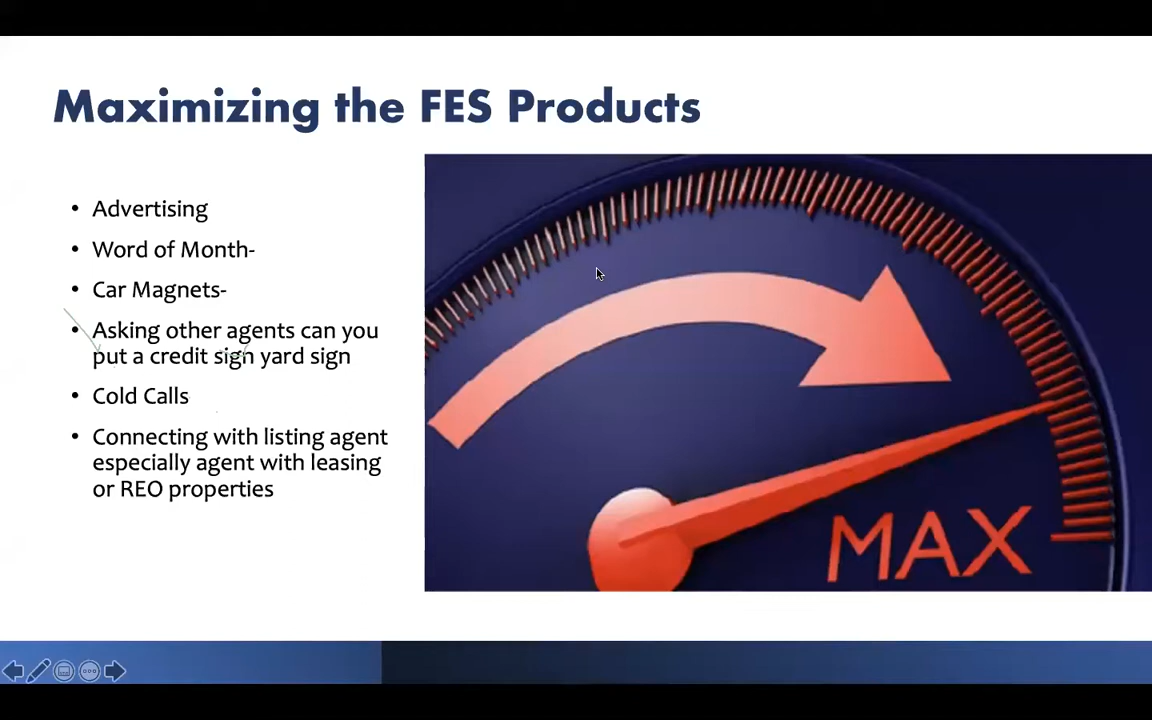 Maximizing the FES Products
• Advertising
• Word of Month-
• Car Magnets-
• Asking other agents can you
put a credit sign yard sign
• Cold Calls
• Connecting with listing agent
especially agent with leasing
or REO properties
MAX